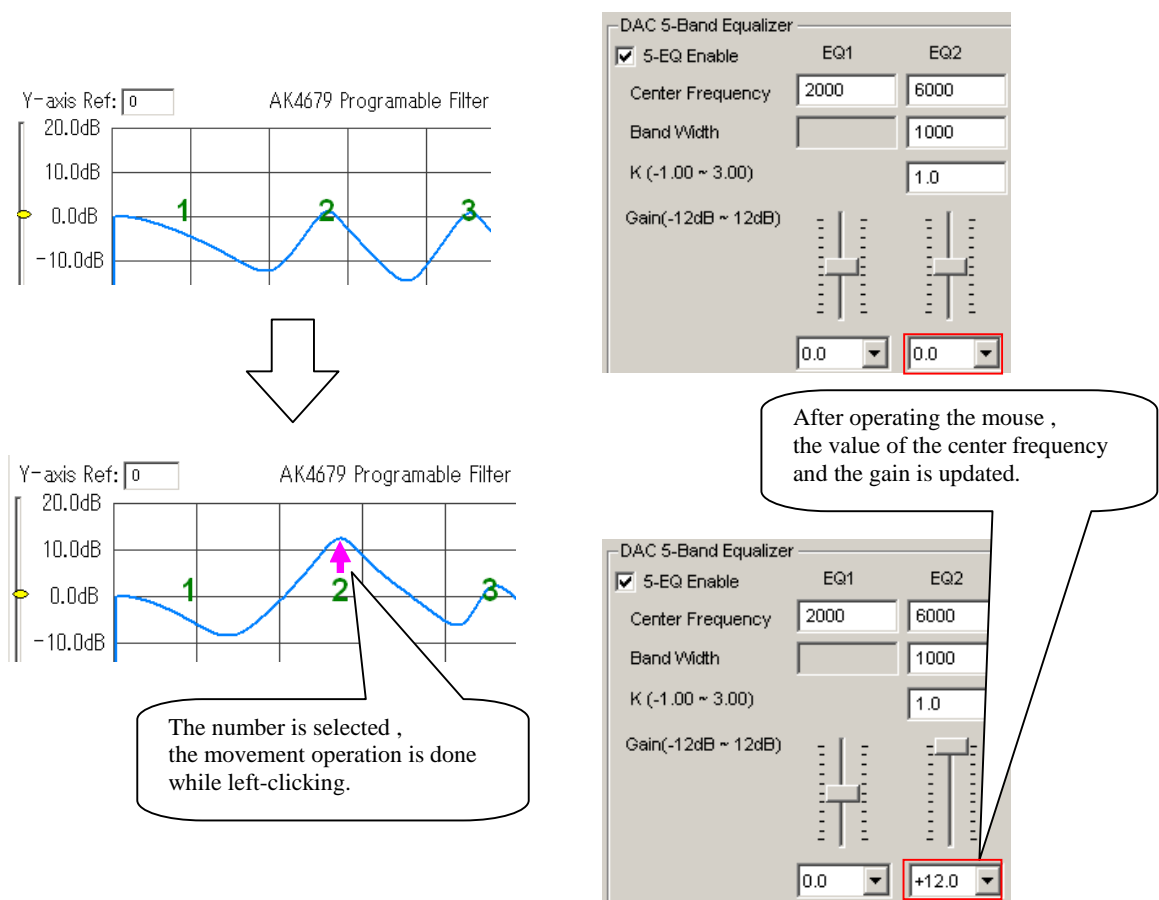 Y-axis Ref: 0 AK4679 Programable Filter
20.0dB
10.0dB
0.0dB
-10.0dB
1 2 3
DAC 5-Band Equalizer
5-EQ Enable EQ1 EQ2
Center Frequency 2000 6000
Band Width 1000
K (-1.00 ~ 3.00) 1.0
Gain(-12dB ~ 12dB)
0.0 0.0
After operating the mouse ,
the value of the center frequency
and the gain is updated.
Y-axis Ref: 0 AK4679 Programable Filter
20.0dB
10.0dB
0.0dB
-10.0dB
1 2 3
The number is selected ,
the movement operation is done
while left-clicking.
DAC 5-Band Equalizer
5-EQ Enable EQ1 EQ2
Center Frequency 2000 6000
Band Width 1000
K (-1.00 ~ 3.00) 1.0
Gain(-12dB ~ 12dB)
0.0 +12.0